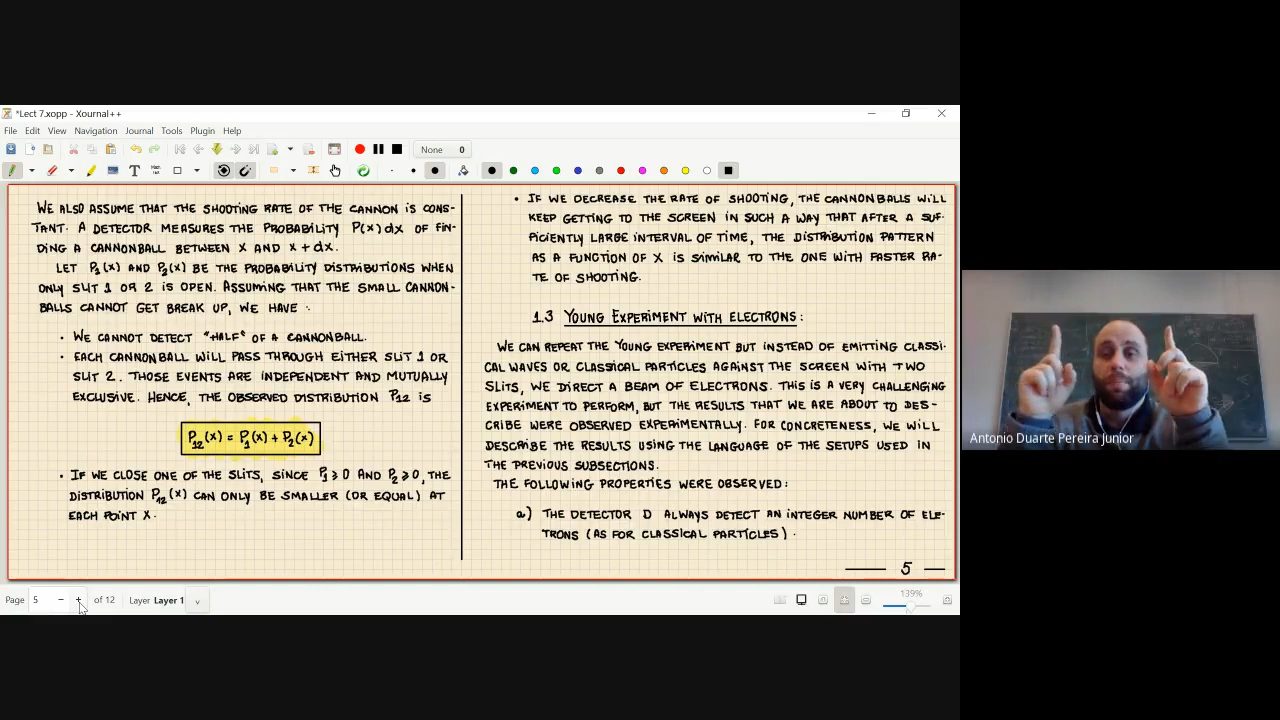 *Lect 7.xopp - Xournal++
File Edit View Navigation Journal Tools Plugin Help
None 0
WE ALSO ASSUME THAT THE SHOOTING RATE OF THE CANNON IS CONS-
TANT. A DETECTOR MEASURES THE PROBABILITY P(x)dx OF FIN-
DING A CANNONBALL BETWEEN X AND X + dX.
LET P₁(x) AND P₂(x) BE THE PROBABILITY DISTRIBUTIONS WHEN
ONLY SLIT 1 OR 2 IS OPEN. ASSUMING THAT THE SMALL CANNON-
BALLS CANNOT GET BREAK UP, WE HAVE :
• WE CANNOT DETECT "HALF" OF A CANNONBALL.
• EACH CANNONBALL WILL PASS THROUGH EITHER SLIT 1 OR
SLIT 2. THOSE EVENTS ARE INDEPENDENT AND MUTUALLY
EXCLUSIVE. HENCE, THE OBSERVED DISTRIBUTION P₁₂ IS
P₁₂(x) = P₁(x) + P₂(x)
• IF WE CLOSE ONE OF THE SLITS, SINCE P₁ ⩾ 0 AND P₂ ⩾ 0, THE
DISTRIBUTION P₁₂(x) CAN ONLY BE SMALLER (OR EQUAL) AT
EACH POINT X.
• IF WE DECREASE THE RATE OF SHOOTING, THE CANNONBALLS WILL
KEEP GETTING TO THE SCREEN IN SUCH A WAY THAT AFTER A SUF-
FICIENTLY LARGE INTERVAL OF TIME, THE DISTRIBUTION PATTERN
AS A FUNCTION OF X IS SIMILAR TO THE ONE WITH FASTER RA-
TE OF SHOOTING.
1.3 YOUNG EXPERIMENT WITH ELECTRONS:
WE CAN REPEAT THE YOUNG EXPERIMENT BUT INSTEAD OF EMITTING CLASSI-
CAL WAVES OR CLASSICAL PARTICLES AGAINST THE SCREEN WITH TWO
SLITS, WE DIRECT A BEAM OF ELECTRONS. THIS IS A VERY CHALLENGING
EXPERIMENT TO PERFORM, BUT THE RESULTS THAT WE ARE ABOUT TO DES-
CRIBE WERE OBSERVED EXPERIMENTALLY. FOR CONCRETENESS, WE WILL
DESCRIBE THE RESULTS USING THE LANGUAGE OF THE SETUPS USED IN
THE PREVIOUS SUBSECTIONS.
THE FOLLOWING PROPERTIES WERE OBSERVED:
a) THE DETECTOR D ALWAYS DETECT AN INTEGER NUMBER OF ELE-
TRONS (AS FOR CLASSICAL PARTICLES).
5
Page 5 − + of 12 Layer Layer 1 139%
Antonio Duarte Pereira Junior